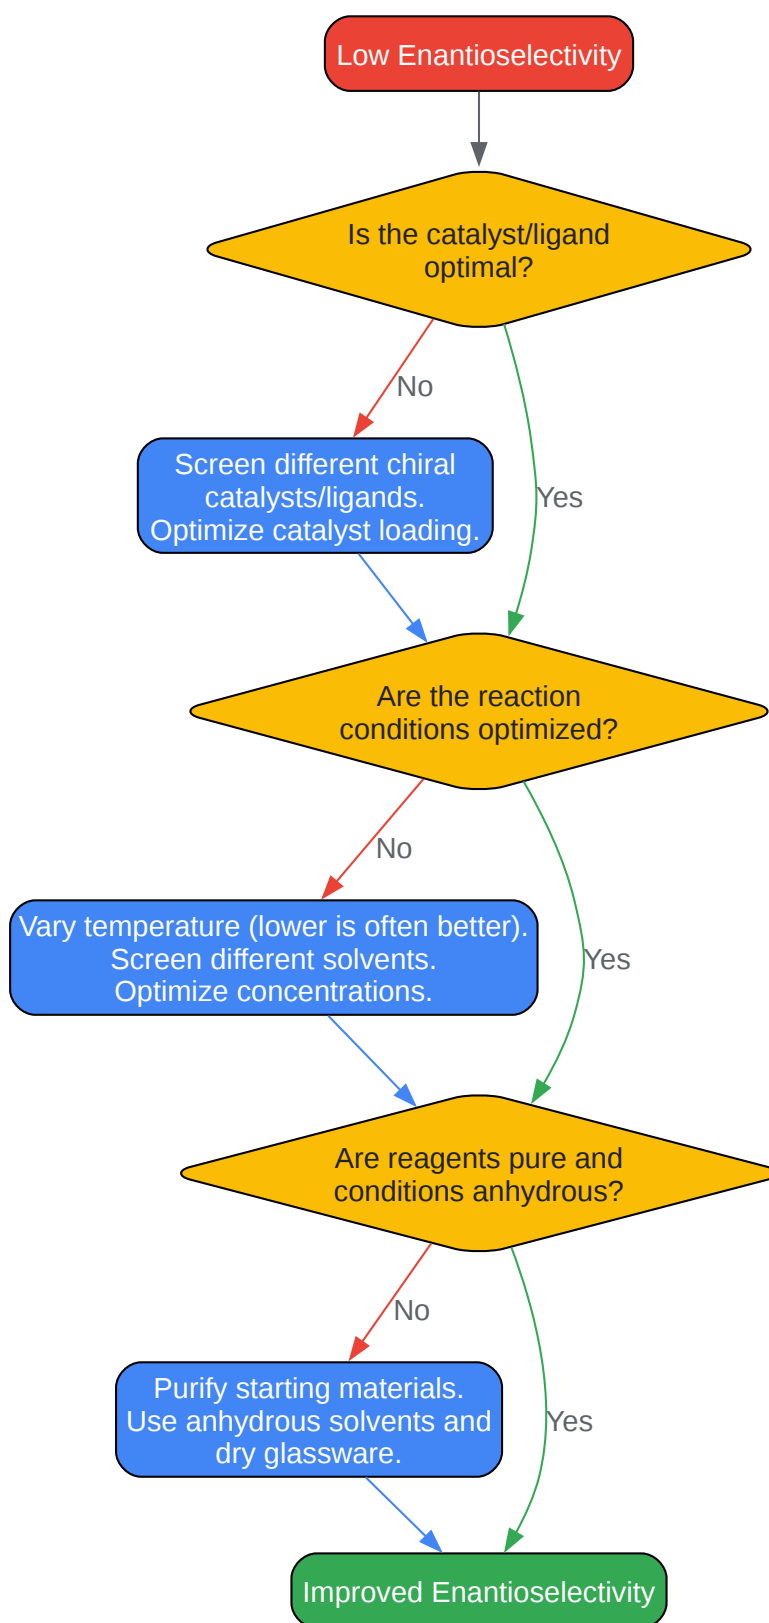 Low Enantioselectivity
Is the catalyst/ligand
optimal?
No
Screen different chiral
catalysts/ligands.
Optimize catalyst loading.
Yes
Are the reaction
conditions optimized?
No
Vary temperature (lower is often better).
Screen different solvents.
Optimize concentrations.
Yes
Are reagents pure and
conditions anhydrous?
No
Purify starting materials.
Use anhydrous solvents and
dry glassware.
Yes
Improved Enantioselectivity